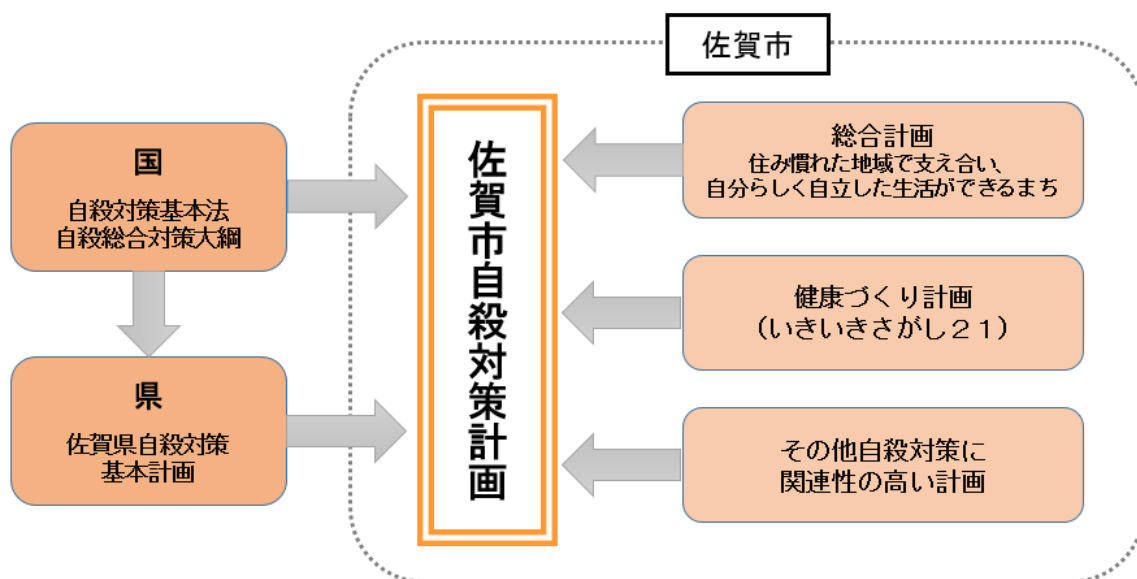 佐賀市
国
自殺対策基本法
自殺総合対策大綱
県
佐賀県自殺対策
基本計画
佐賀市自殺対策計画
総合計画
住み慣れた地域で支え合い、
自分らしく自立した生活ができるまち
健康づくり計画
（いきいきさがし２１）
その他自殺対策に
関連性の高い計画